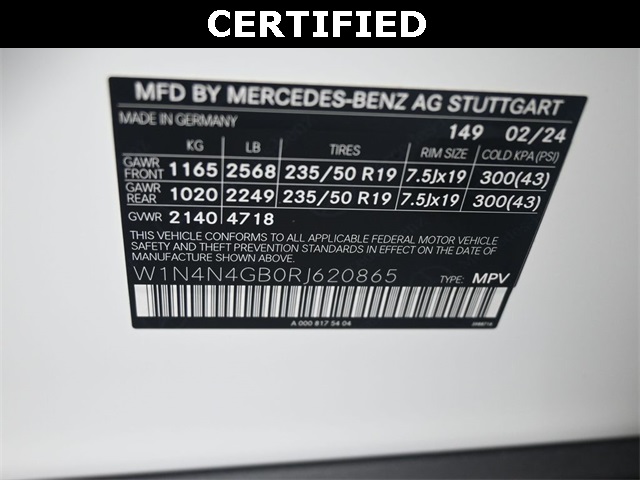 CERTIFIED
MFD BY MERCEDES-BENZ AG STUTTGART
MADE IN GERMANY 149 02/24
KG LB TIRES RIM SIZE COLD KPA (PSI)
GAWR FRONT 1165 2568 235/50 R19 7.5Jx19 300(43)
GAWR REAR 1020 2249 235/50 R19 7.5Jx19 300(43)
GVWR 2140 4718
THIS VEHICLE CONFORMS TO ALL APPLICABLE FEDERAL MOTOR VEHICLE
SAFETY AND THEFT PREVENTION STANDARDS IN EFFECT ON THE DATE OF
MANUFACTURE SHOWN ABOVE.
W1N4N4GB0RJ620865 TYPE: MPV
A 000 817 54 04